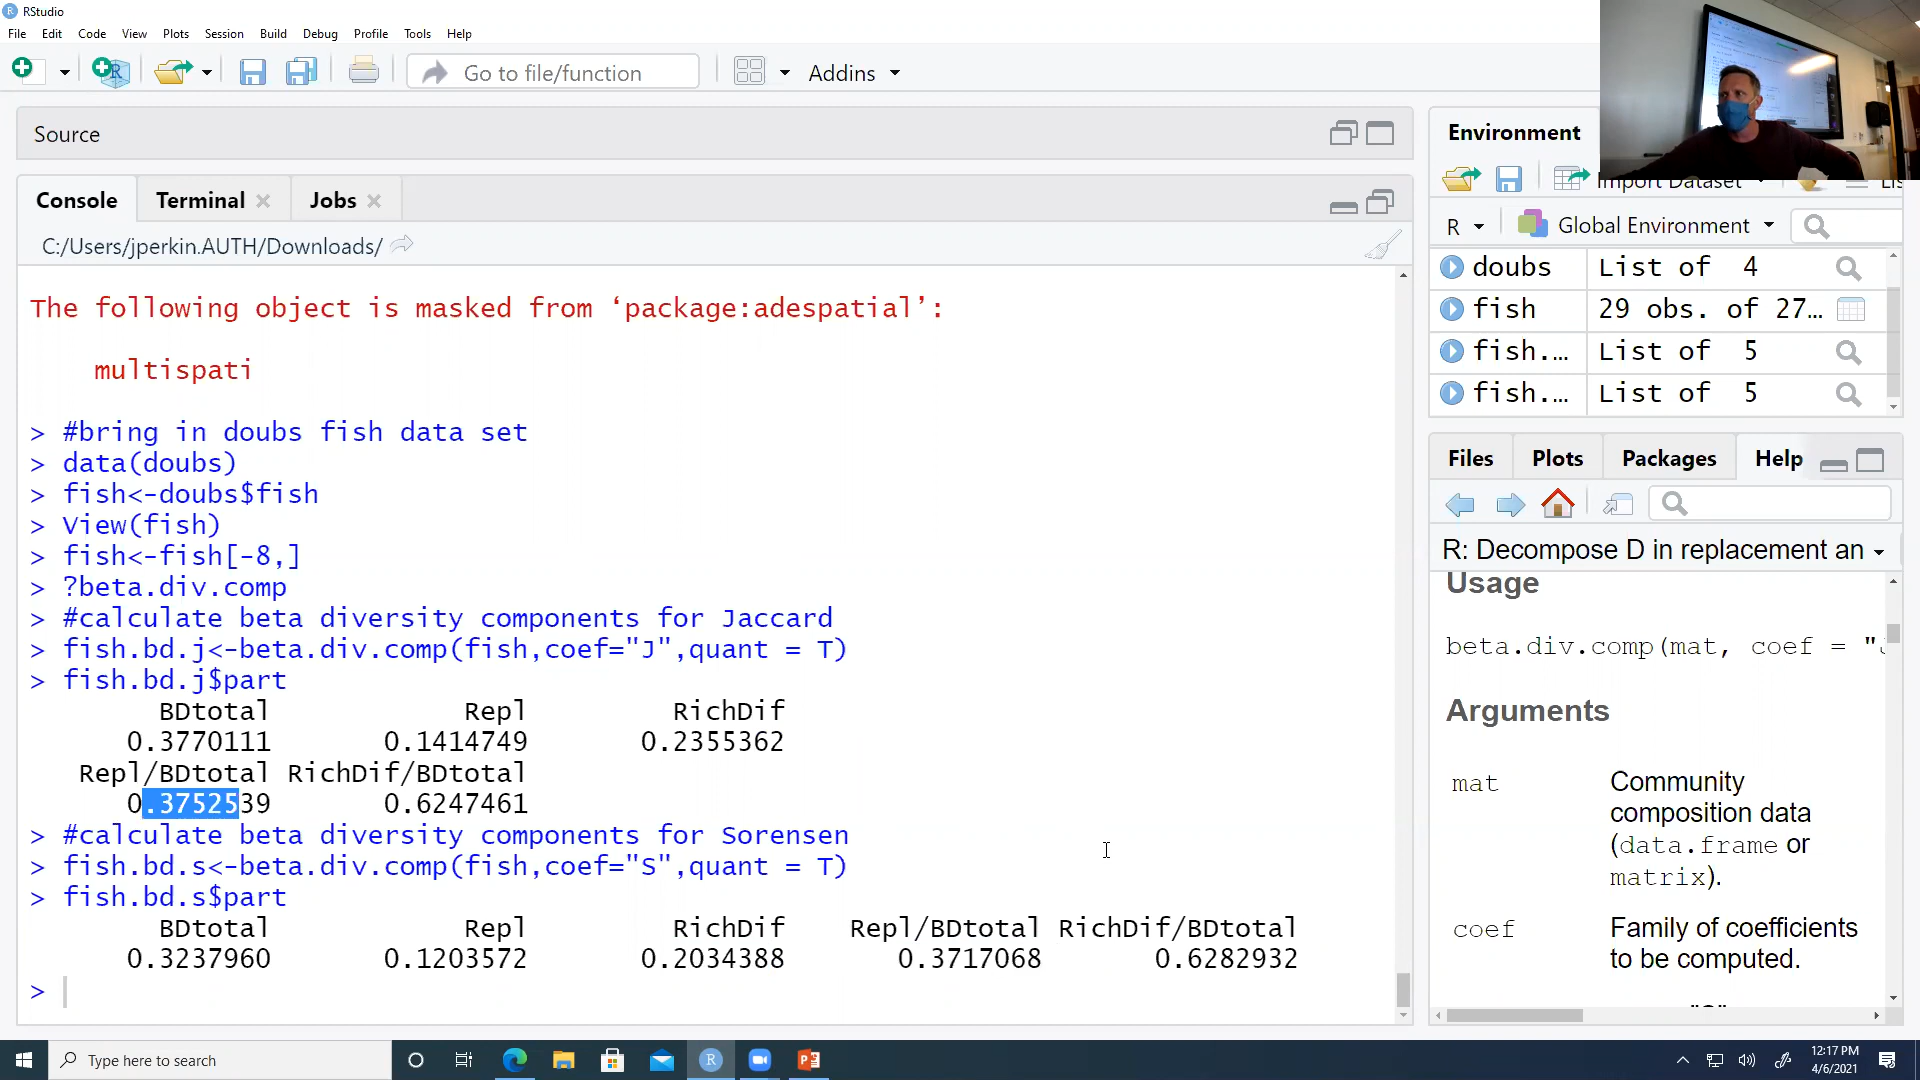 RStudio
File Edit Code View Plots Session Build Debug Profile Tools Help
Go to file/function
Addins
Source
Console Terminal Jobs
C:/Users/jperkin.AUTH/Downloads/
The following object is masked from ‘package:adespatial’:
multispati
> #bring in doubs fish data set
> data(doubs)
> fish<-doubs$fish
> View(fish)
> fish<-fish[-8,]
> ?beta.div.comp
> #calculate beta diversity components for Jaccard
> fish.bd.j<-beta.div.comp(fish,coef="J",quant = T)
> fish.bd.j$part
BDtotal Repl RichDif
0.3770111 0.1414749 0.2355362
Repl/BDtotal RichDif/BDtotal
0.3752539 0.6247461
> #calculate beta diversity components for Sorensen
> fish.bd.s<-beta.div.comp(fish,coef="S",quant = T)
> fish.bd.s$part
BDtotal Repl RichDif Repl/BDtotal RichDif/BDtotal
0.3237960 0.1203572 0.2034388 0.3717068 0.6282932
>
Environment
Import Dataset
R Global Environment
doubs List of 4
fish 29 obs. of 27…
fish.… List of 5
fish.… List of 5
Files Plots Packages Help
R: Decompose D in replacement an
Usage
beta.div.comp(mat, coef = "J
Arguments
mat Community
composition data
(data.frame or
matrix).
coef Family of coefficients
to be computed.
Type here to search
12:17 PM
4/6/2021